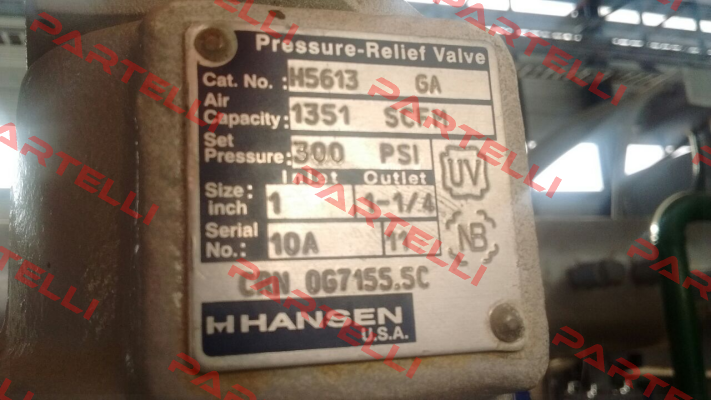 Pressure-Relief Valve
Cat. No.: H5613 GA
Air Capacity: 1351 SCFM
Set Pressure: 300 PSI
Inlet Outlet
Size: inch 1 1-1/4
Serial No.: 10A 11
UV
NB
CRN 0G7155.5C
H HANSEN
U.S.A.
PARTELLI
PARTELLI
PARTELLI
PARTELLI
PARTELLI
PARTELLI